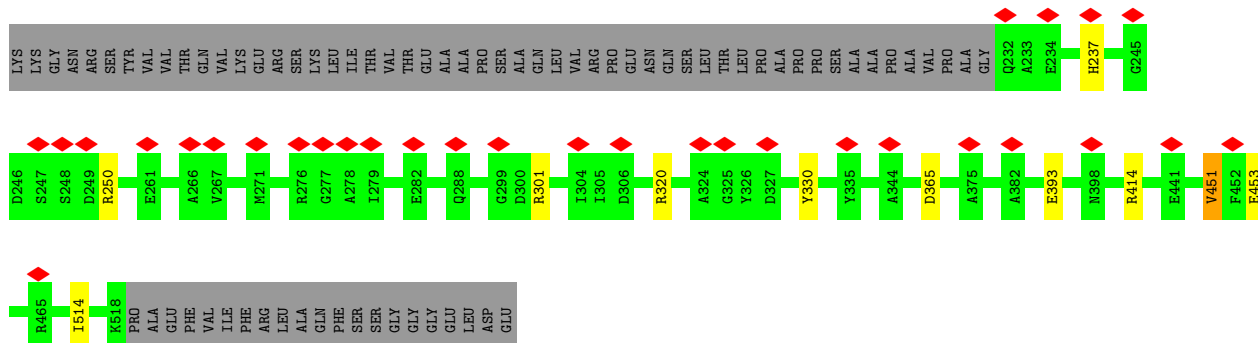 LYS LYS GLY ASN ARG SER TYR VAL VAL THR GLN VAL LYS GLU ARG SER LYS LEU ILE THR VAL THR GLU ALA ALA PRO SER ALA GLN LEU VAL ARG PRO GLU ASN GLN SER LEU THR LEU PRO ALA PRO PRO SER ALA ALA PRO ALA VAL PRO ALA GLY Q232 A233 E234 H237 G245
D246 S247 S248 D249 R250 E261 A266 V267 M271 R276 G277 A278 I279 E282 Q288 G299 D300 R301 I304 I305 D306 R320 A324 G325 Y326 D327 Y330 Y335 A344 D365 A375 A382 E393 N398 R414 E441 V451 F452 E453
R465 I514 K518 PRO ALA GLU PHE VAL ILE PHE ARG LEU ALA GLN PHE SER SER GLY GLY GLY GLU LEU ASP GLU